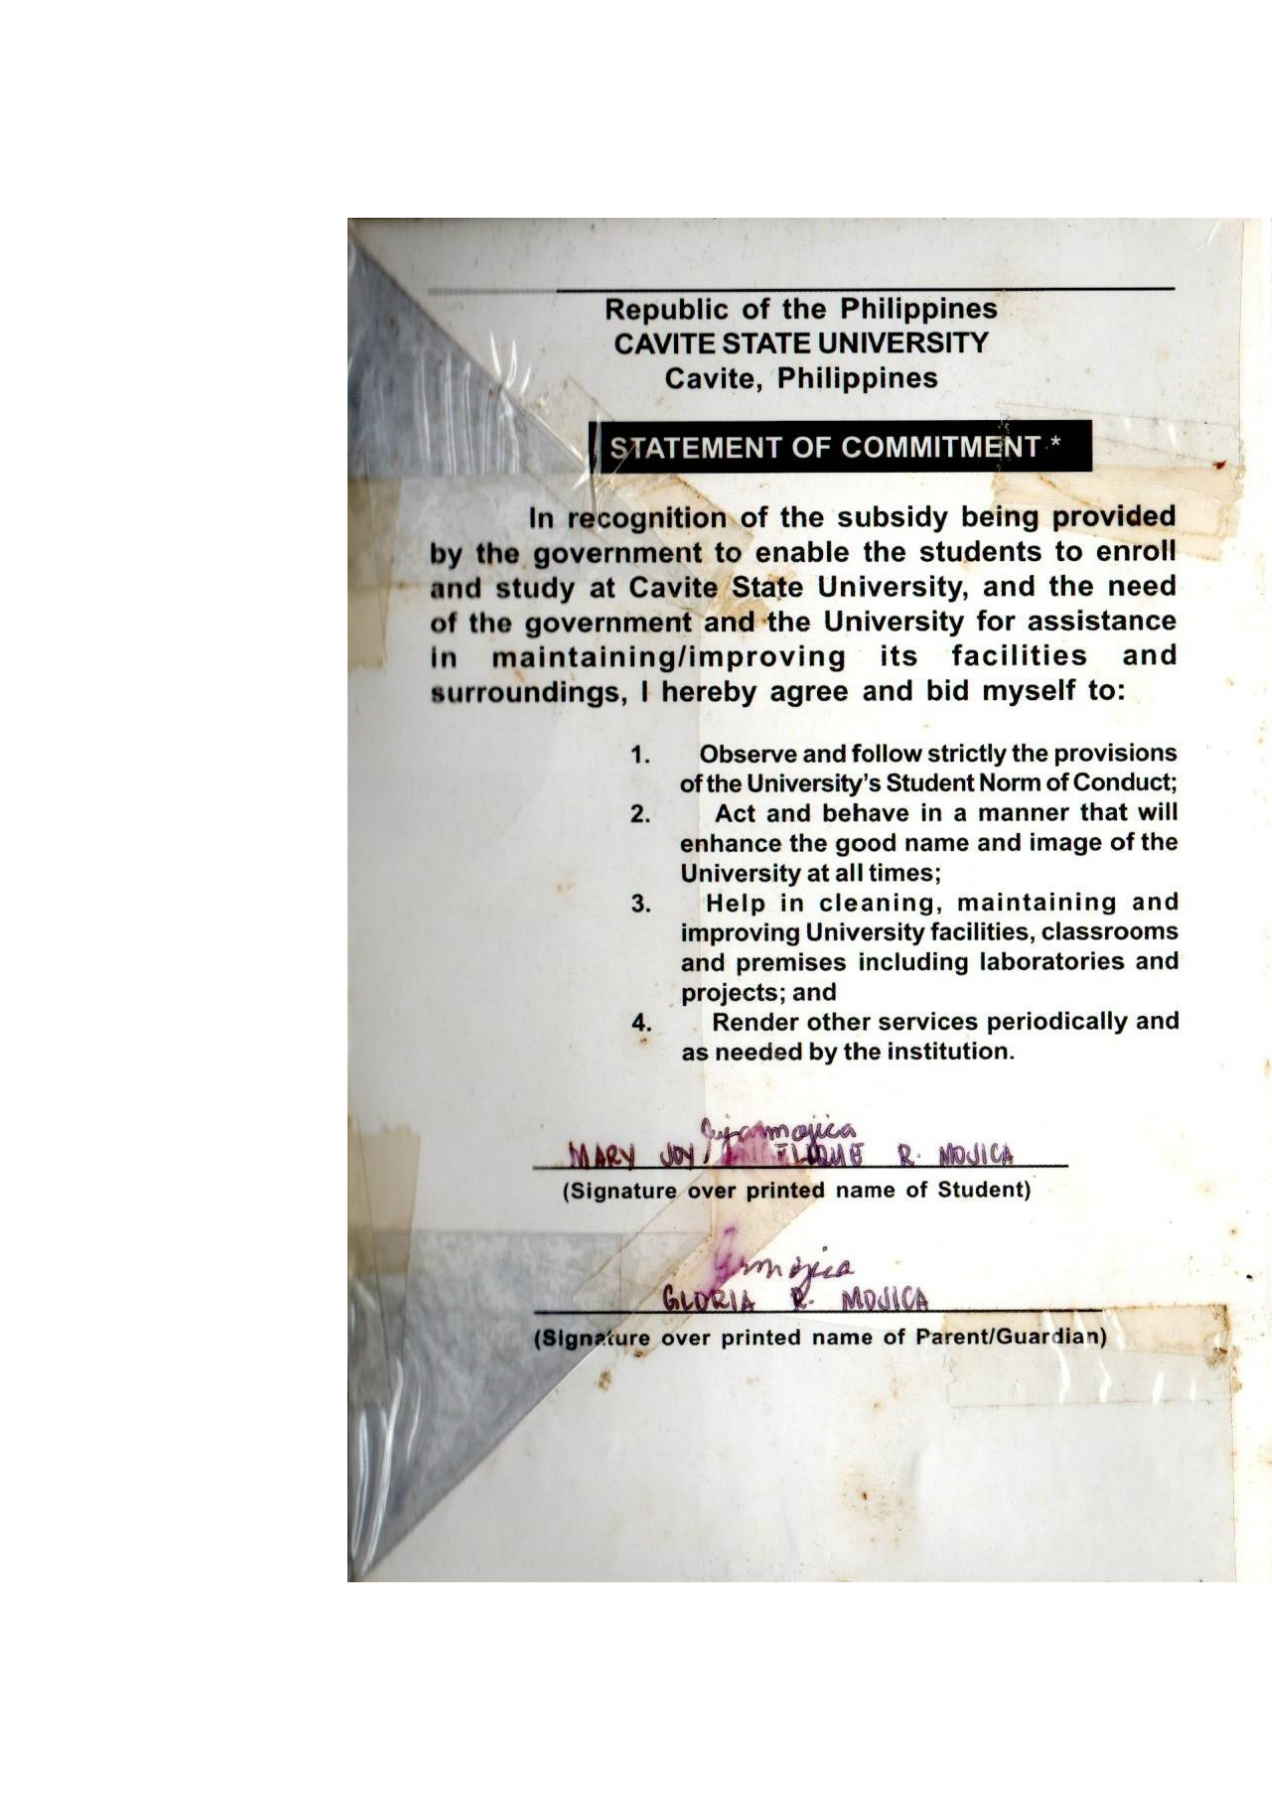 Republic of the Philippines
CAVITE STATE UNIVERSITY
Cavite, Philippines
STATEMENT OF COMMITMENT *
In recognition of the subsidy being provided
by the government to enable the students to enroll
and study at Cavite State University, and the need
of the government and the University for assistance
in maintaining/improving its facilities and
surroundings, I hereby agree and bid myself to:
1. Observe and follow strictly the provisions
of the University's Student Norm of Conduct;
2. Act and behave in a manner that will
enhance the good name and image of the
University at all times;
3. Help in cleaning, maintaining and
improving University facilities, classrooms
and premises including laboratories and
projects; and
4. Render other services periodically and
as needed by the institution.
MARY JOY R. MOJICA
(Signature over printed name of Student)
GLORIA R. MOJICA
(Signature over printed name of Parent/Guardian)